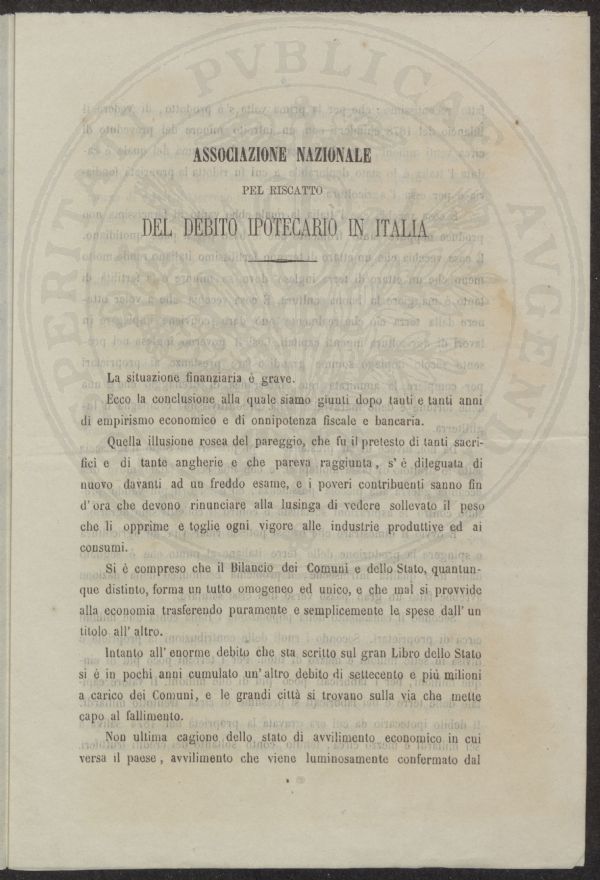 ASSOCIAZIONE NAZIONALE
PEL RISCATTO
DEL DEBITO IPOTECARIO IN ITALIA
La situazione finanziaria è grave.
Ecco la conclusione alla quale siamo giunti dopo tauti e tanti anni
di empirismo economico e di onnipotenza fiscale e bancaria.
Quella illusione rosea del pareggio, che fu il pretesto di tanti sacri-
fici e di tante angherie e che pareva raggiunta, s' è dileguata di
nuovo davanti ad un freddo esame, e i poveri contribuenti sanno fin
d' ora che devono rinunciare alla lusinga di vedere sollevato il peso
che li opprime e toglie ogni vigore alle industrie produttive ed ai
consumi.
Si è compreso che il Bilancio dei Comuni e dello Stato, quantun-
que distinto, forma un tutto omogeneo ed unico, e che mal si provvide
alla economia trasferendo puramente e semplicemente le spese dall' un
titolo all' altro.
Intanto all' enorme debito che sta scritto sul gran Libro dello Stato
si è in pochi anni cumulato un' altro debito di settecento e più milioni
a carico dei Comuni, e le grandi città si trovano sulla via che mette
capo al fallimento.
Non ultima cagione dello stato di avvilimento economico in cui
versa il paese, avvilimento che viene luminosamente confermato dal
PERITATI PVBLICAE AVGENDAE